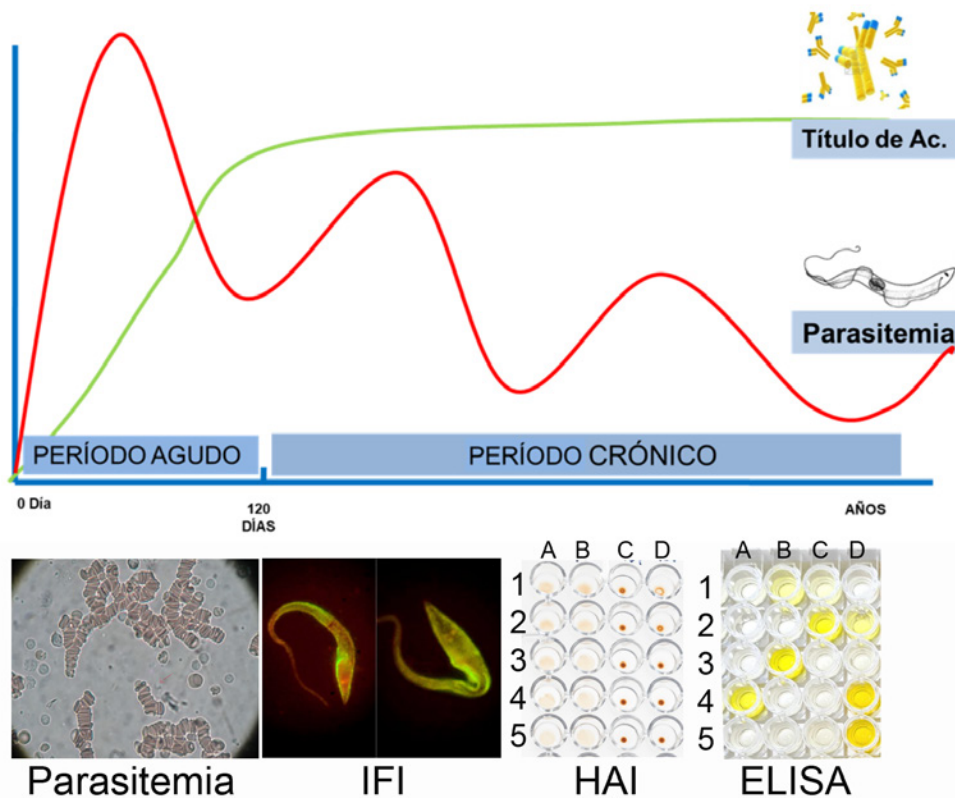 Título de Ac.
Parasitemia
PERÍODO AGUDO
PERÍODO CRÓNICO
0 Día
120
DÍAS
AÑOS
A B C D
1
2
3
4
5
A B C D
1
2
3
4
5
Parasitemia
IFI
HAI
ELISA